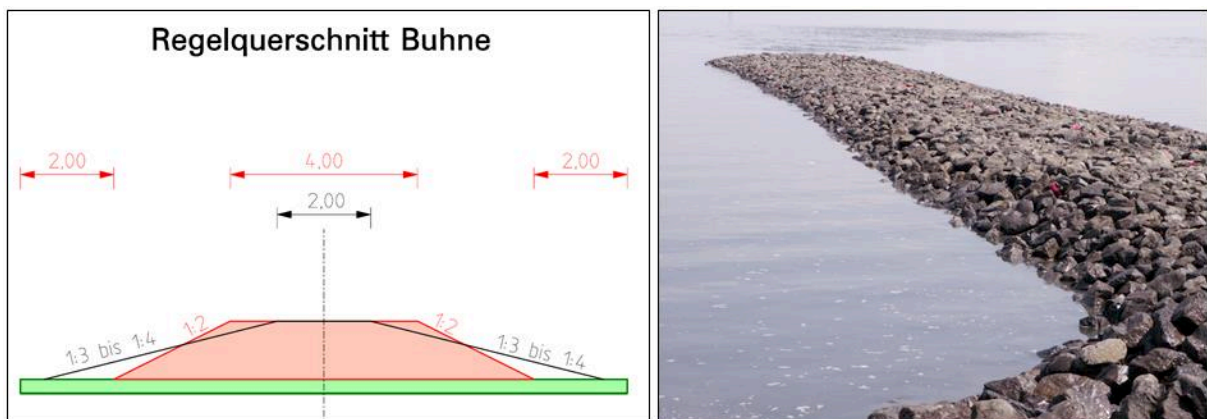 Regelquerschnitt Buhne
2.00 4.00 2.00
2.00
1:2 1:2
1:3 bis 1:4 1:3 bis 1:4